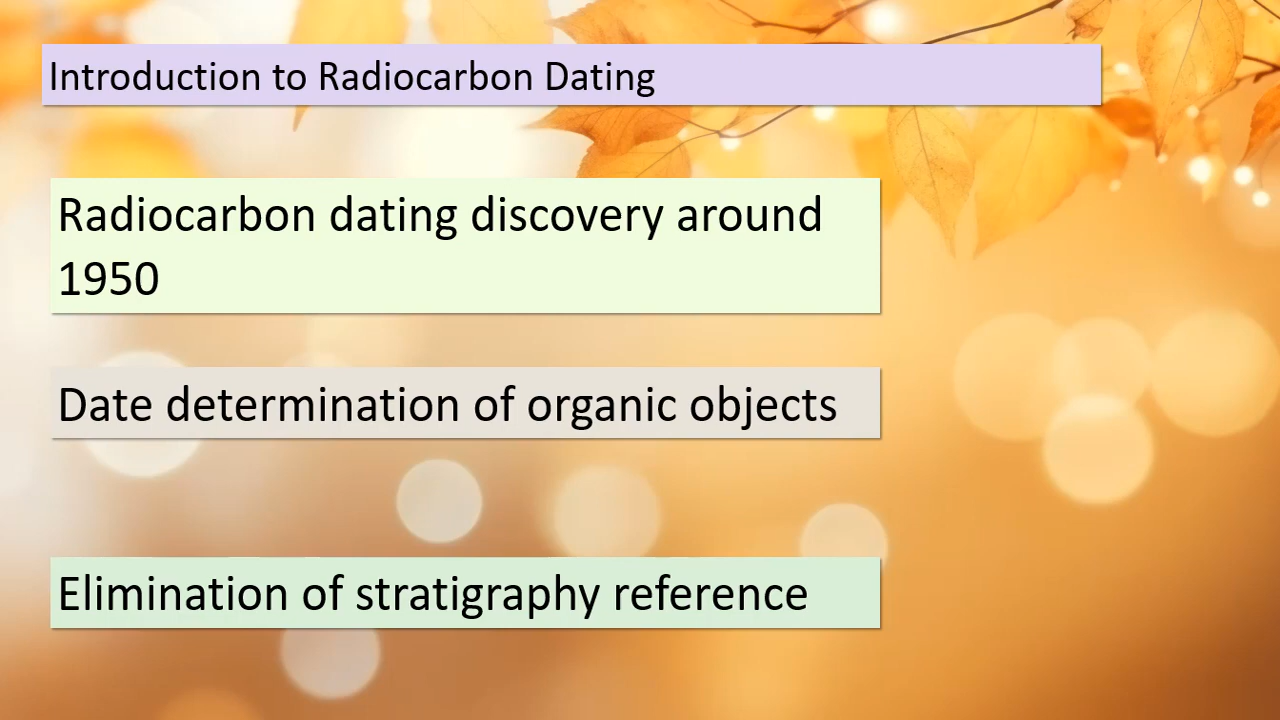 Introduction to Radiocarbon Dating
Radiocarbon dating discovery around
1950
Date determination of organic objects
Elimination of stratigraphy reference